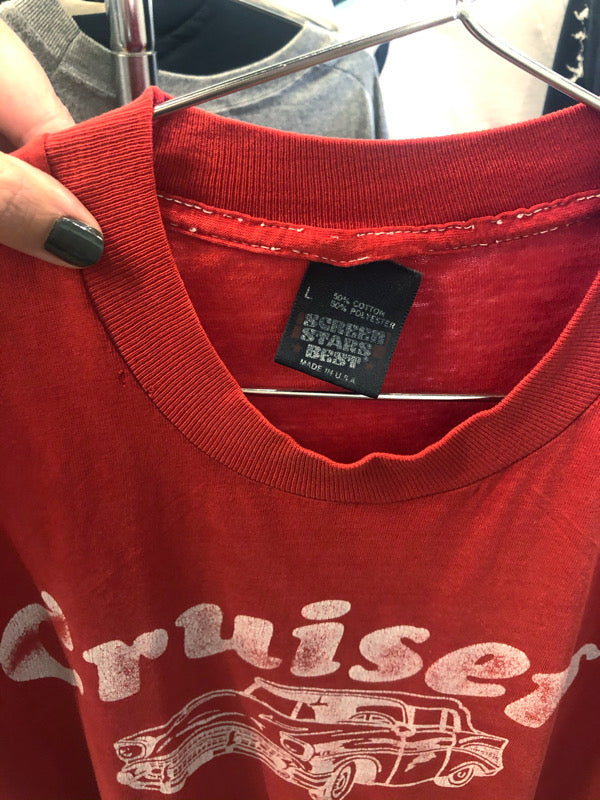 L 50% COTTON
50% POLYESTER
SCREEN
STARS
BEST
MADE IN U.S.A.
Cruiser